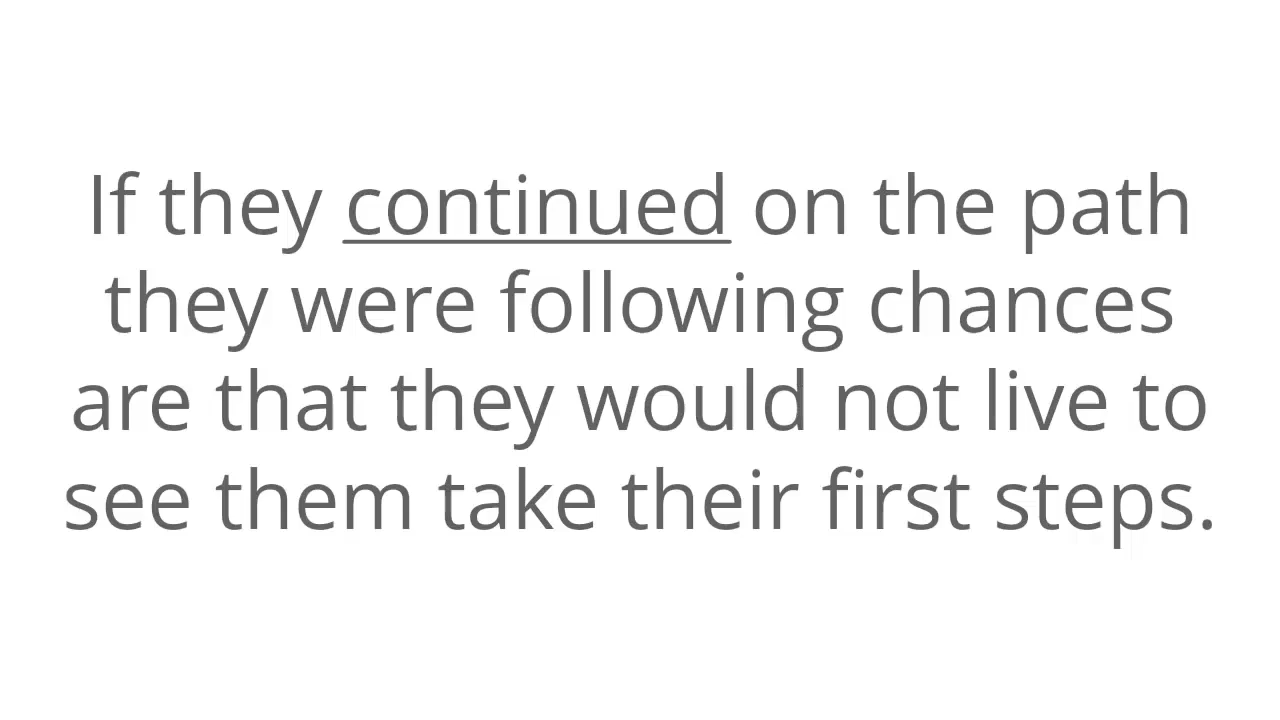 If they continued on the path
they were following chances
are that they would not live to
see them take their first steps.